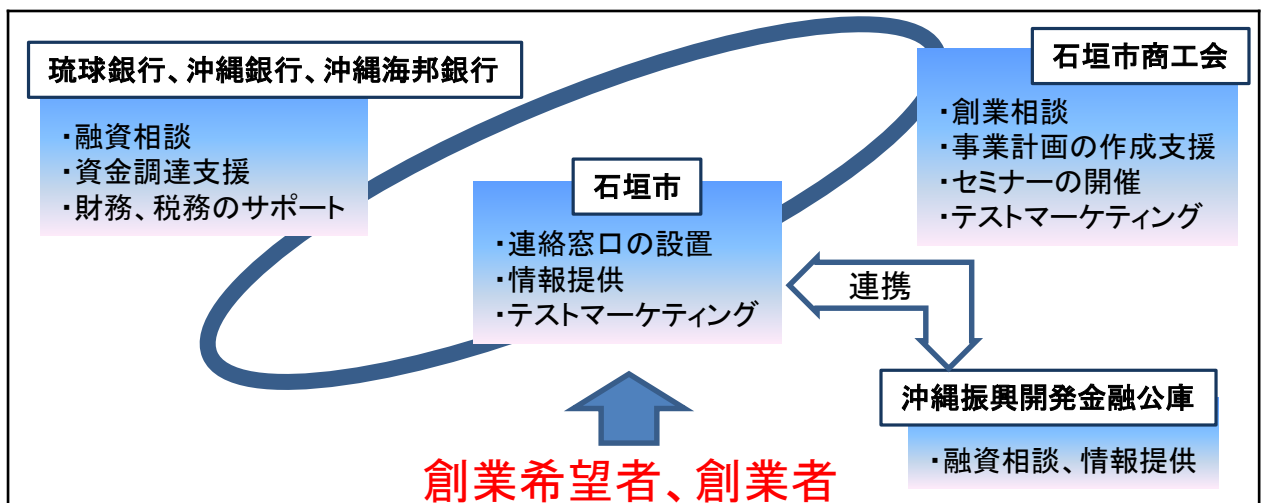 琉球銀行、沖縄銀行、沖縄海邦銀行
・融資相談
・資金調達支援
・財務、税務のサポート
石垣市商工会
・創業相談
・事業計画の作成支援
・セミナーの開催
・テストマーケティング
石垣市
・連絡窓口の設置
・情報提供
・テストマーケティング
連携
沖縄振興開発金融公庫
・融資相談、情報提供
創業希望者、創業者